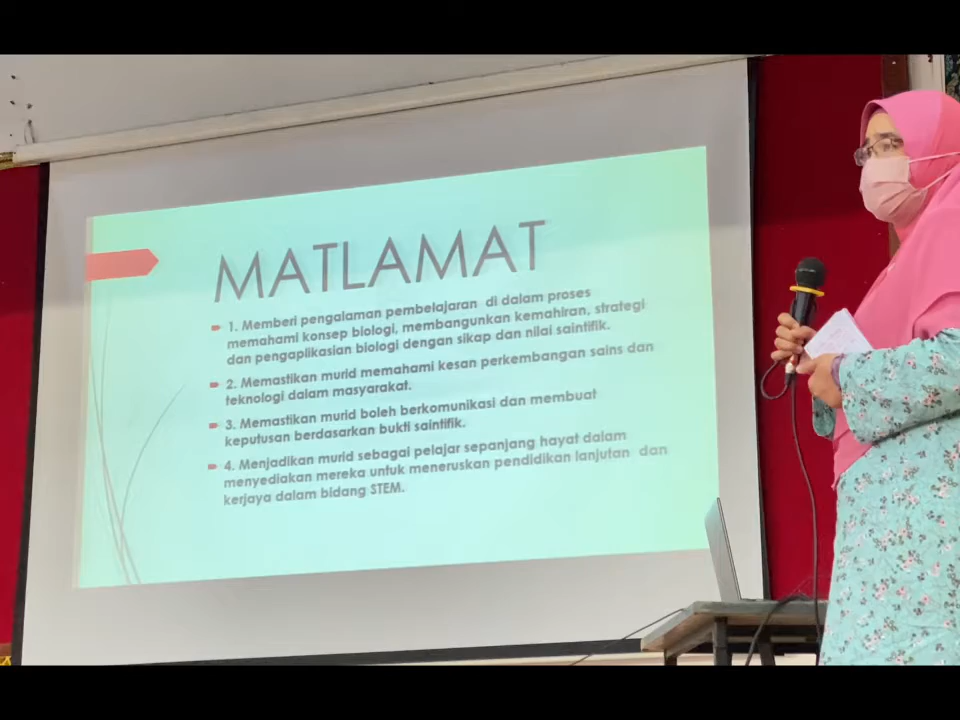 MATLAMAT
1. Memberi pengalaman pembelajaran di dalam proses
memahami konsep biologi, membangunkan kemahiran, strategi
dan pengaplikasian biologi dengan sikap dan nilai saintifik.
2. Memastikan murid memahami kesan perkembangan sains dan
teknologi dalam masyarakat.
3. Memastikan murid boleh berkomunikasi dan membuat
keputusan berdasarkan bukti saintifik.
4. Menjadikan murid sebagai pelajar sepanjang hayat dalam
menyediakan mereka untuk meneruskan pendidikan lanjutan dan
kerjaya dalam bidang STEM.